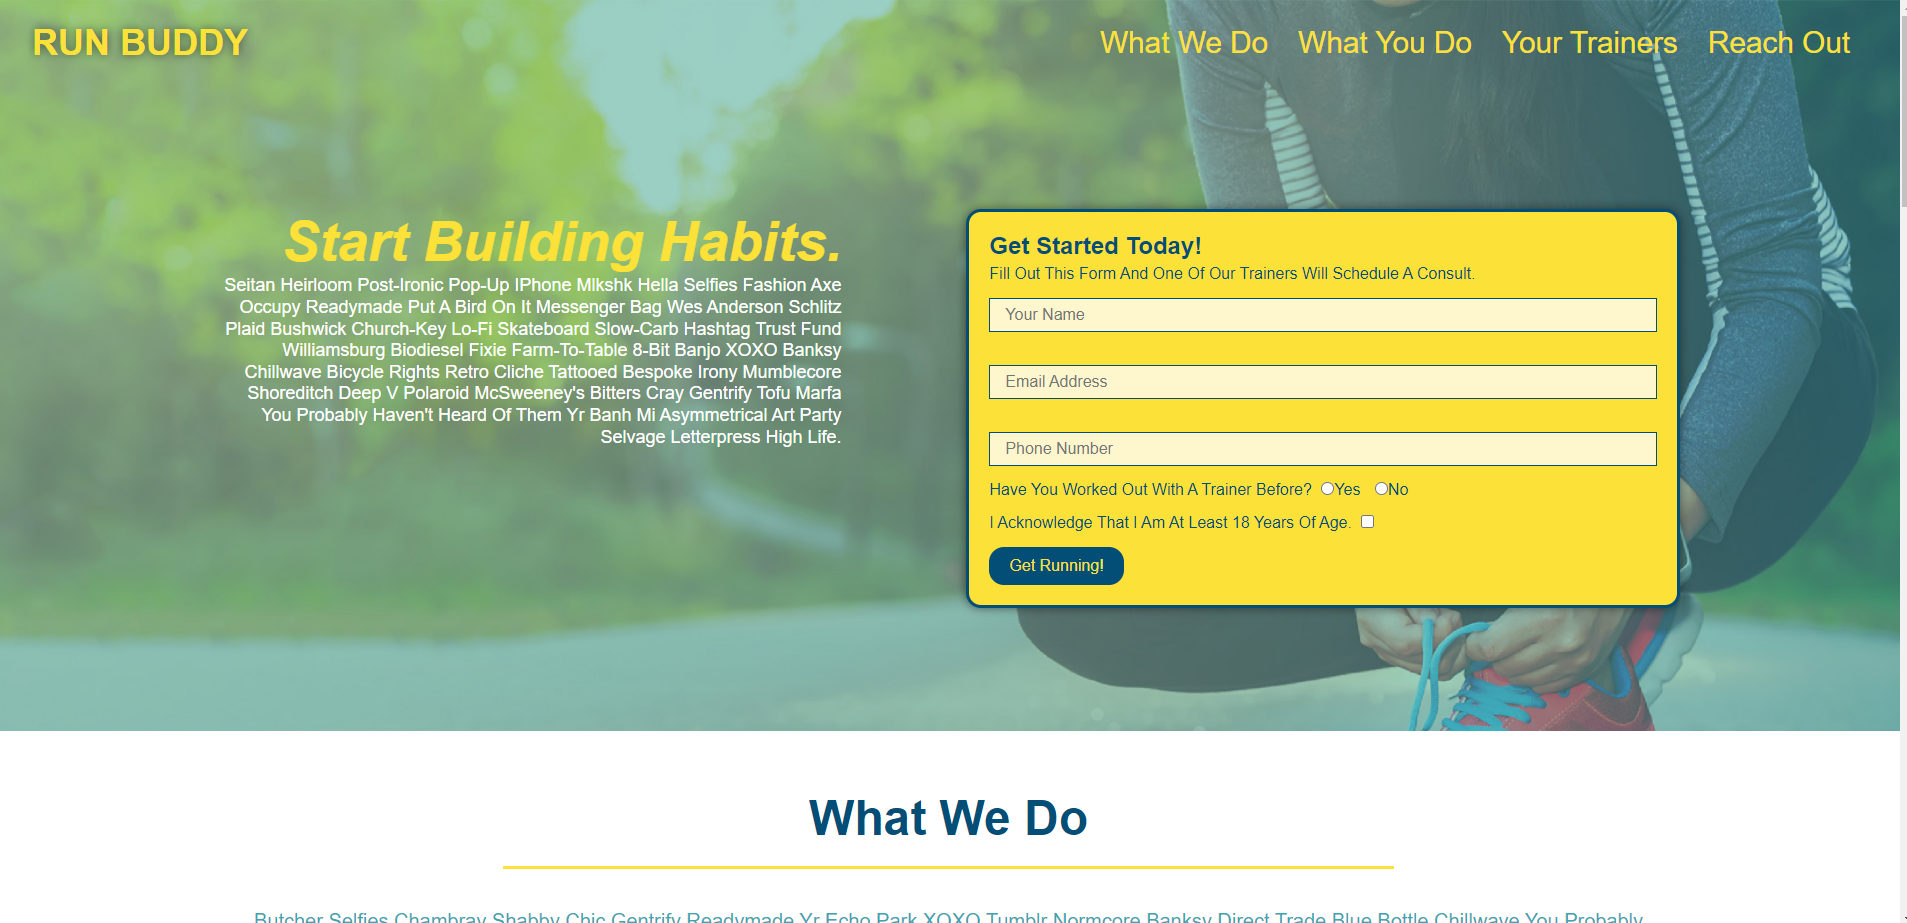 RUN BUDDY
What We Do What You Do Your Trainers Reach Out
Start Building Habits.
Seitan Heirloom Post-Ironic Pop-Up IPhone Mlkshk Hella Selfies Fashion Axe
Occupy Readymade Put A Bird On It Messenger Bag Wes Anderson Schlitz
Plaid Bushwick Church-Key Lo-Fi Skateboard Slow-Carb Hashtag Trust Fund
Williamsburg Biodiesel Fixie Farm-To-Table 8-Bit Banjo XOXO Banksy
Chillwave Bicycle Rights Retro Cliche Tattooed Bespoke Irony Mumblecore
Shoreditch Deep V Polaroid McSweeney's Bitters Cray Gentrify Tofu Marfa
You Probably Haven't Heard Of Them Yr Banh Mi Asymmetrical Art Party
Selvage Letterpress High Life.
Get Started Today!
Fill Out This Form And One Of Our Trainers Will Schedule A Consult.
Your Name
Email Address
Phone Number
Have You Worked Out With A Trainer Before? Yes No
I Acknowledge That I Am At Least 18 Years Of Age.
Get Running!
What We Do
Butcher Selfies Chambray Shabby Chic Gentrify Readymade Yr Echo Park XOXO Tumblr Normcore Banksy Direct Trade Blue Bottle Chillwave You Probably